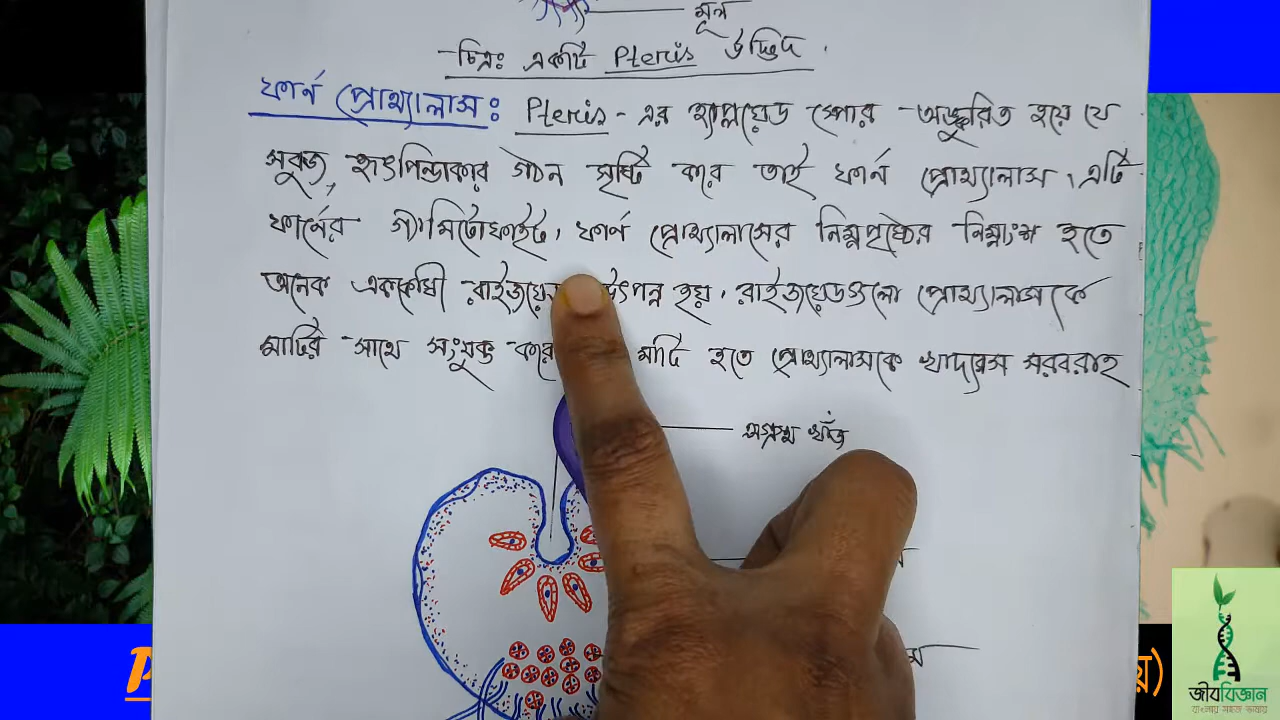 মূল
চিত্রঃ একটি Pteris উদ্ভিদ।
ফার্ন প্রোথ্যালাসঃ Pteris-এর হ্যাপ্লয়েড স্পোর অঙ্কুরিত হয়ে যে
সবুজ, হৃৎপিন্ডাকার গঠন সৃষ্টি করে তাই ফার্ন প্রোথ্যালাস। এটি
ফার্নের গ্যামিটোফাইট। ফার্ন প্রোথ্যালাসের নিম্নপৃষ্ঠের নিম্নাংশ হতে
অনেক এককোষী উৎপন্ন হয়। রাইজয়েডগুলো প্রোথ্যালাসকে
মাটির সাথে সংযুক্ত করে মাটি হতে প্রোথ্যালাসকে খাদ্যরস সরবরাহ
অগ্রস্থ খাঁজ
জীববিজ্ঞান
বাংলায় সহজ ভাষায়